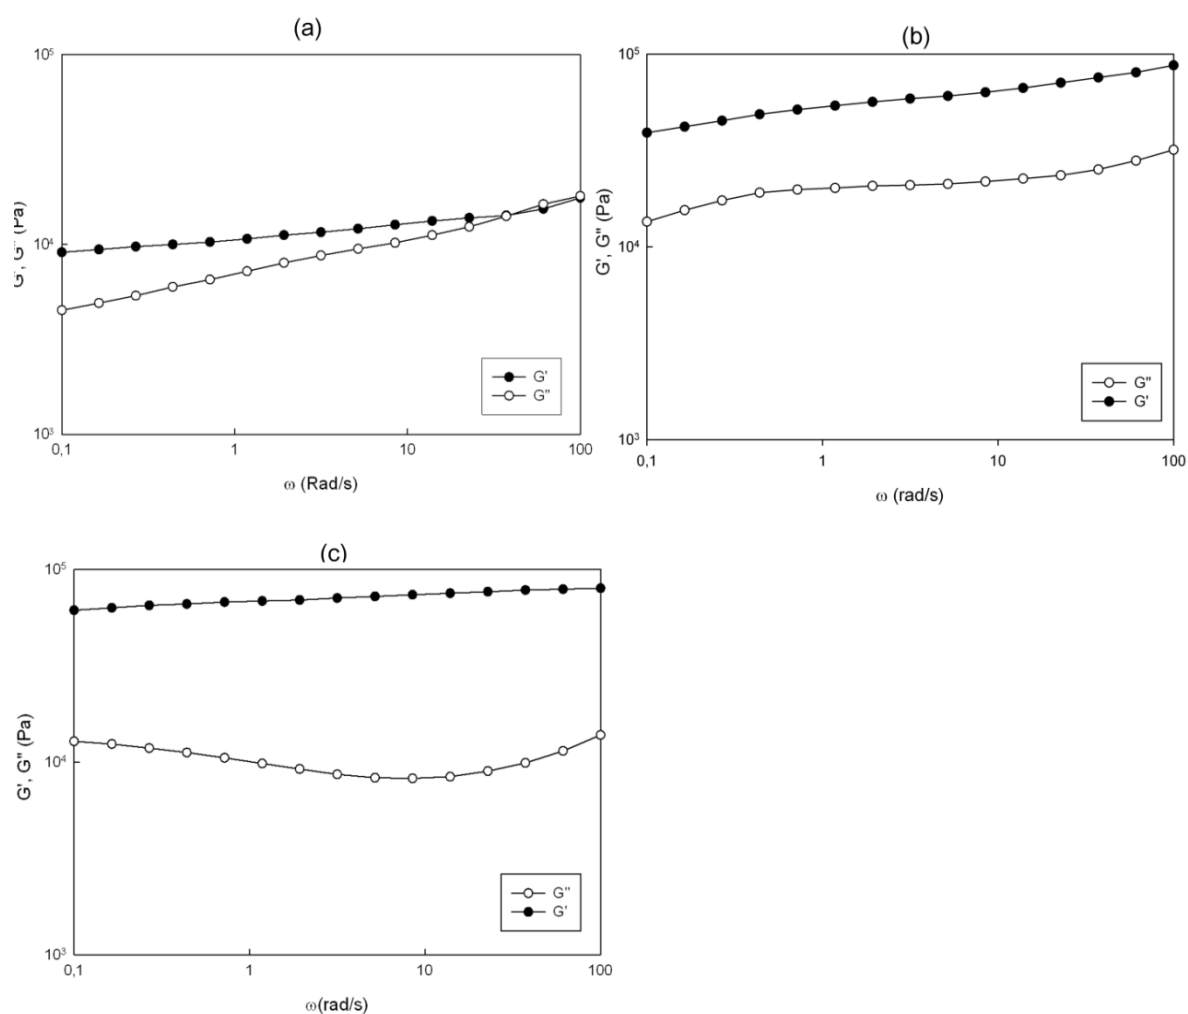 (a)
10⁵
10⁴
10³
G', G'' (Pa)
0,1 1 10 100
ω (Rad/s)
G'
G''
(b)
10⁵
10⁴
10³
G', G'' (Pa)
0,1 1 10 100
ω (rad/s)
G''
G'
(c)
10⁵
10⁴
10³
G', G'' (Pa)
0,1 1 10 100
ω(rad/s)
G''
G'